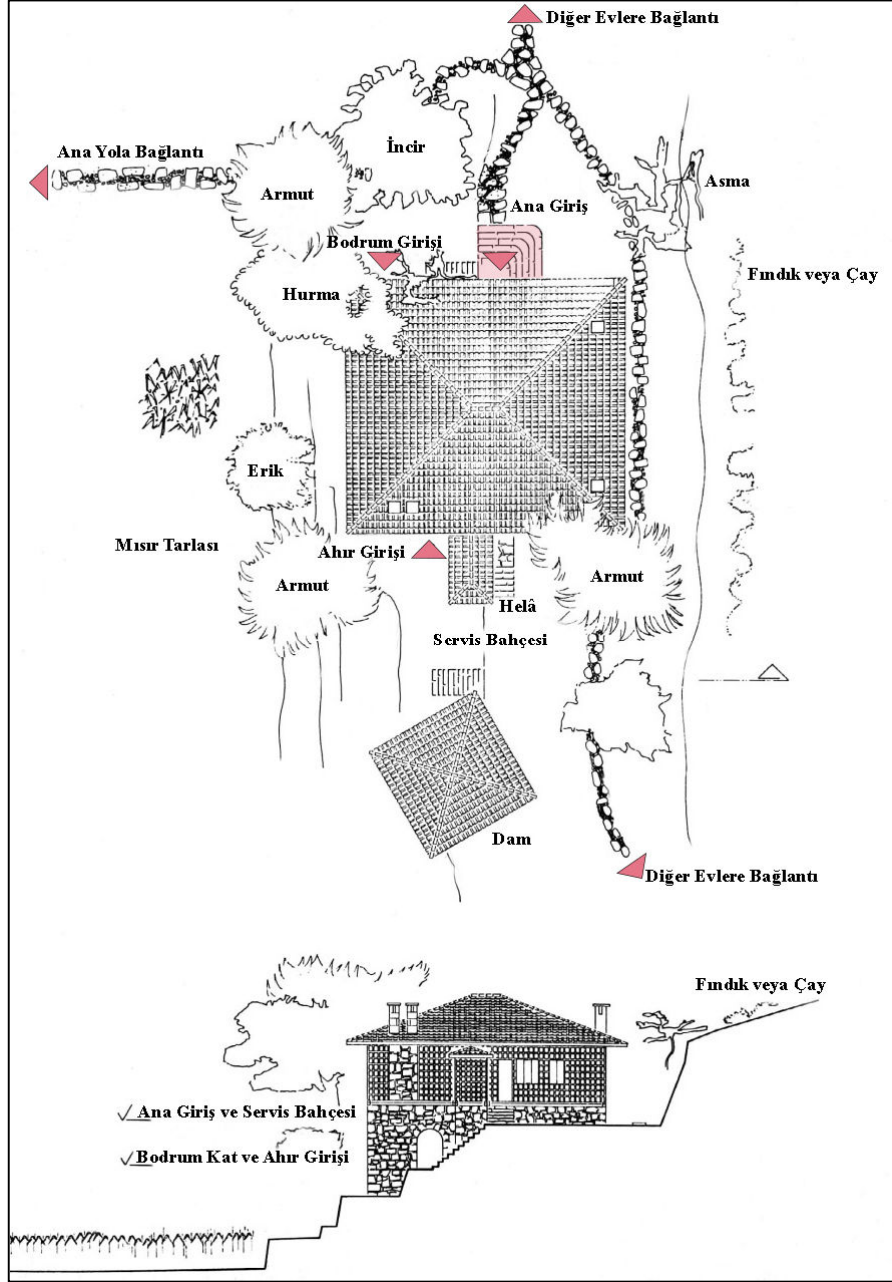 Diğer Evlere Bağlantı
İncir
Ana Yola Bağlantı
Armut
Asma
Ana Giriş
Bodrum Girişi
Fındık veya Çay
Hurma
Erik
Mısır Tarlası
Ahır Girişi
Armut
Armut
Helâ
Servis Bahçesi
Dam
Diğer Evlere Bağlantı
Fındık veya Çay
Ana Giriş ve Servis Bahçesi
Bodrum Kat ve Ahır Girişi